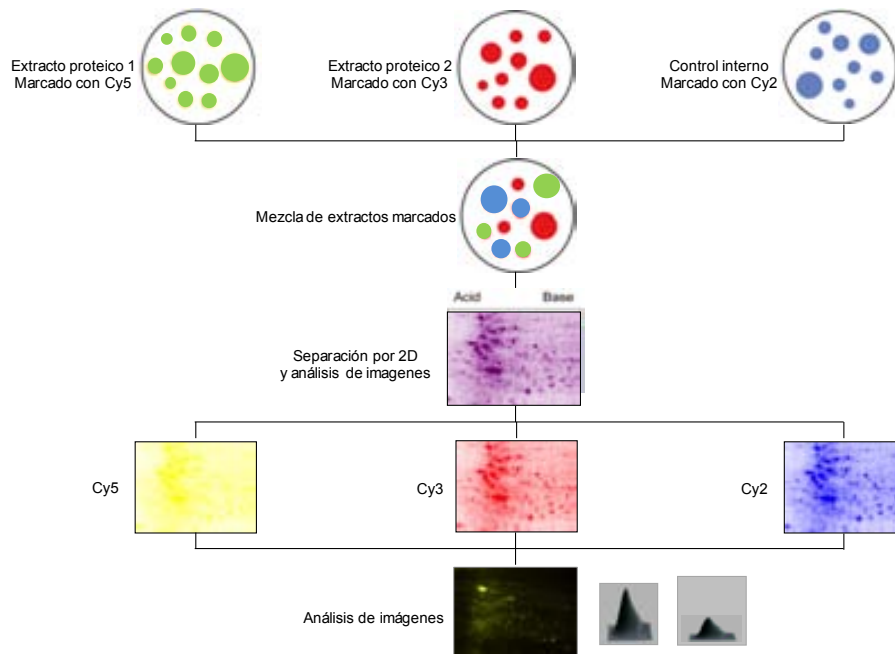 Extracto proteico 1
Marcado con Cy5
Extracto proteico 2
Marcado con Cy3
Control interno
Marcado con Cy2
Mezcla de extractos marcados
Acid Base
Separación por 2D
y análisis de imagenes
Cy5
Cy3
Cy2
Análisis de imágenes